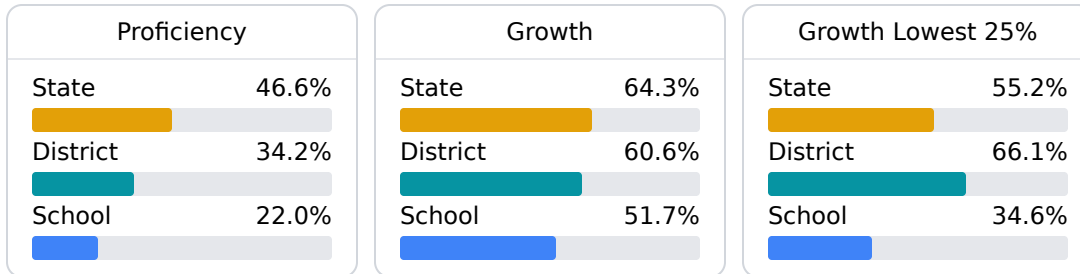 Proficiency
State 46.6%
District 34.2%
School 22.0%
Growth
State 64.3%
District 60.6%
School 51.7%
Growth Lowest 25%
State 55.2%
District 66.1%
School 34.6%